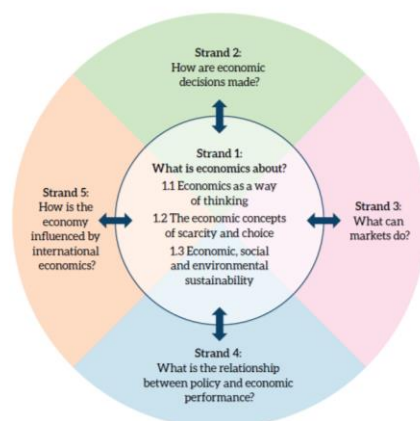 Strand 2:
How are economic
decisions made?
Strand 1:
What is economics about?
1.1 Economics as a way
of thinking
1.2 The economic concepts
of scarcity and choice
1.3 Economic, social
and environmental
sustainability
Strand 5:
How is the
economy
influenced by
international
economics?
Strand 3:
What can
markets do?
Strand 4:
What is the relationship
between policy and economic
performance?